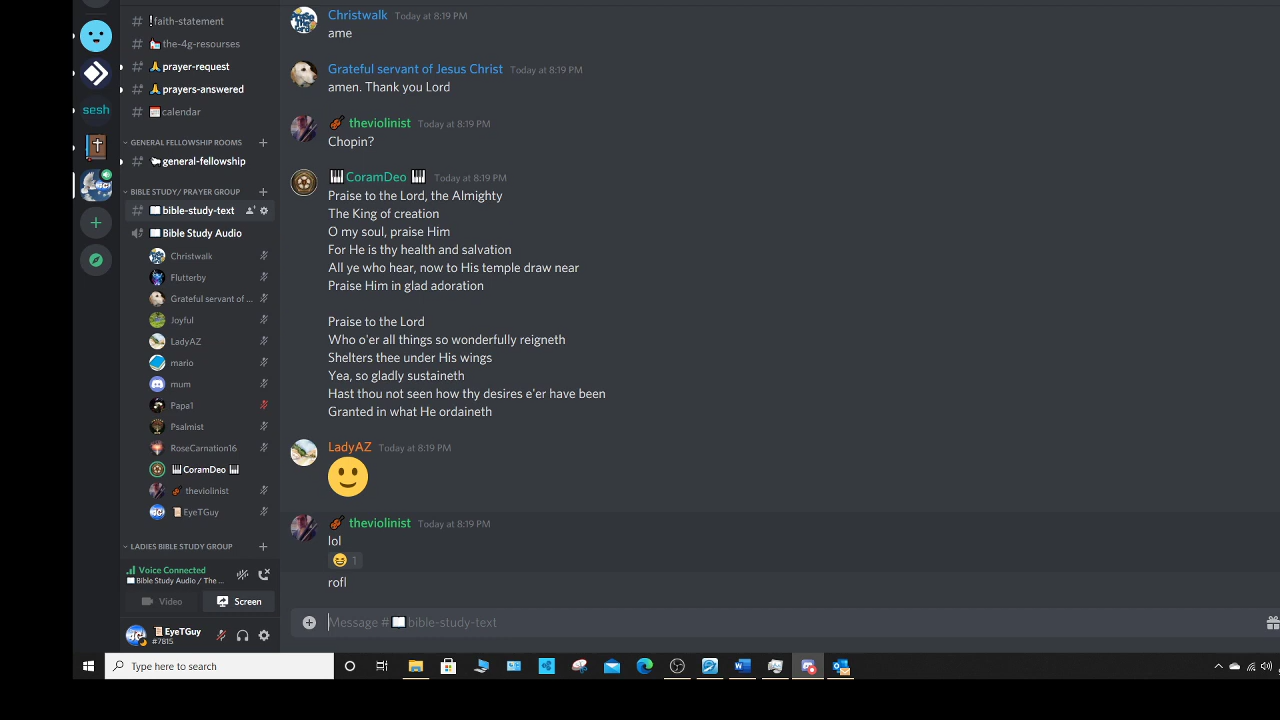 # !faith-statement
# the-4g-resourses
# prayer-request
# prayers-answered
# calendar
GENERAL FELLOWSHIP ROOMS +
# general-fellowship
BIBLE STUDY/ PRAYER GROUP +
# bible-study-text
Bible Study Audio
Christwalk
Flutterby
Grateful servant of ...
Joyful
LadyAZ
mario
mum
Papa1
Psalmist
RoseCarnation16
CoramDeo
theviolinist
EyeTGuy
LADIES BIBLE STUDY GROUP +
Voice Connected
Bible Study Audio / The ...
Video Screen
EyeTGuy
#7815
sesh
Christwalk Today at 8:19 PM
ame
Grateful servant of Jesus Christ Today at 8:19 PM
amen. Thank you Lord
theviolinist Today at 8:19 PM
Chopin?
CoramDeo Today at 8:19 PM
Praise to the Lord, the Almighty
The King of creation
O my soul, praise Him
For He is thy health and salvation
All ye who hear, now to His temple draw near
Praise Him in glad adoration
Praise to the Lord
Who o'er all things so wonderfully reigneth
Shelters thee under His wings
Yea, so gladly sustaineth
Hast thou not seen how thy desires e'er have been
Granted in what He ordaineth
LadyAZ Today at 8:19 PM
theviolinist Today at 8:19 PM
lol
1
rofl
Message # bible-study-text
Type here to search